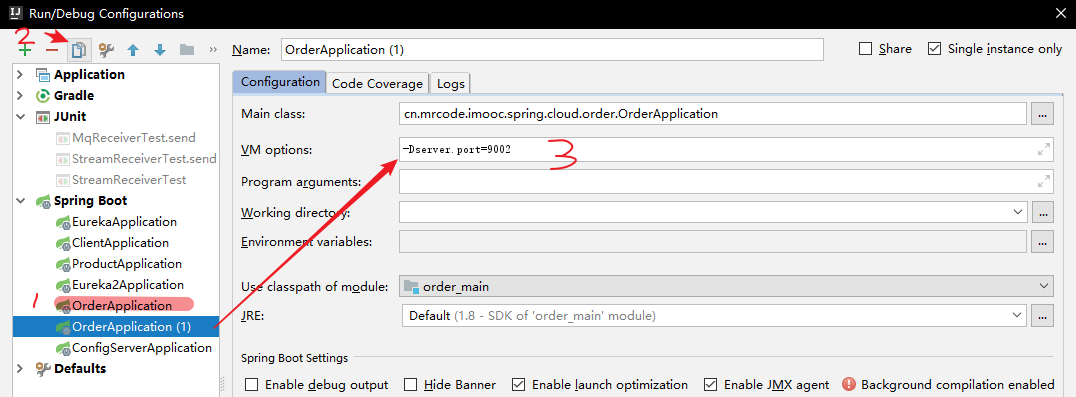 Run/Debug Configurations
2
»
Name: OrderApplication (1)
Share
Single instance only
Application
Gradle
JUnit
MqReceiverTest.send
StreamReceiverTest.send
StreamReceiverTest
Spring Boot
EurekaApplication
ClientApplication
ProductApplication
Eureka2Application
1
OrderApplication
OrderApplication (1)
ConfigServerApplication
Defaults
Configuration
Code Coverage
Logs
Main class: cn.mrcode.imooc.spring.cloud.order.OrderApplication ...
VM options: -Dserver.port=9002 3
Program arguments:
Working directory: ...
Environment variables: ...
Use classpath of module: order_main
JRE: Default (1.8 - SDK of 'order_main' module) ...
Spring Boot Settings
Enable debug output
Hide Banner
Enable launch optimization
Enable JMX agent
Background compilation enabled